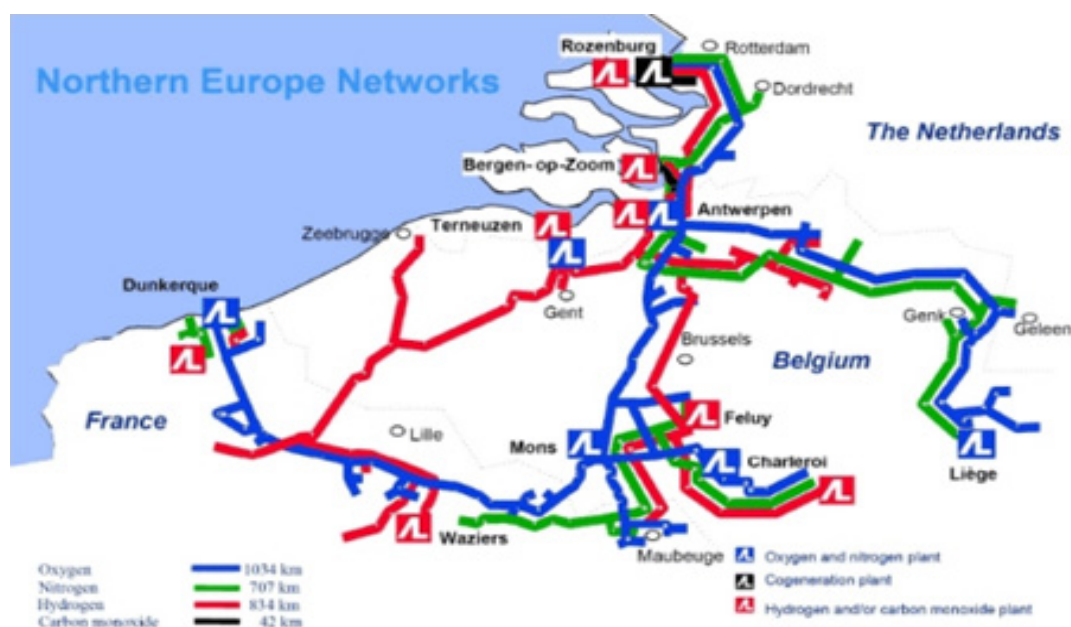 Northern Europe Networks
Rozenburg
Rotterdam
Dordrecht
The Netherlands
Bergen-op-Zoom
Antwerpen
Terneuzen
Zeebrugge
Dunkerque
Gent
Genk
Geleen
Brussels
Belgium
France
Lille
Feluy
Mons
Charleroi
Liège
Waziers
Maubeuge
Oxygen 1034 km
Nitrogen 707 km
Hydrogen 834 km
Carbon monoxide 42 km
Oxygen and nitrogen plant
Cogeneration plant
Hydrogen and/or carbon monoxide plant